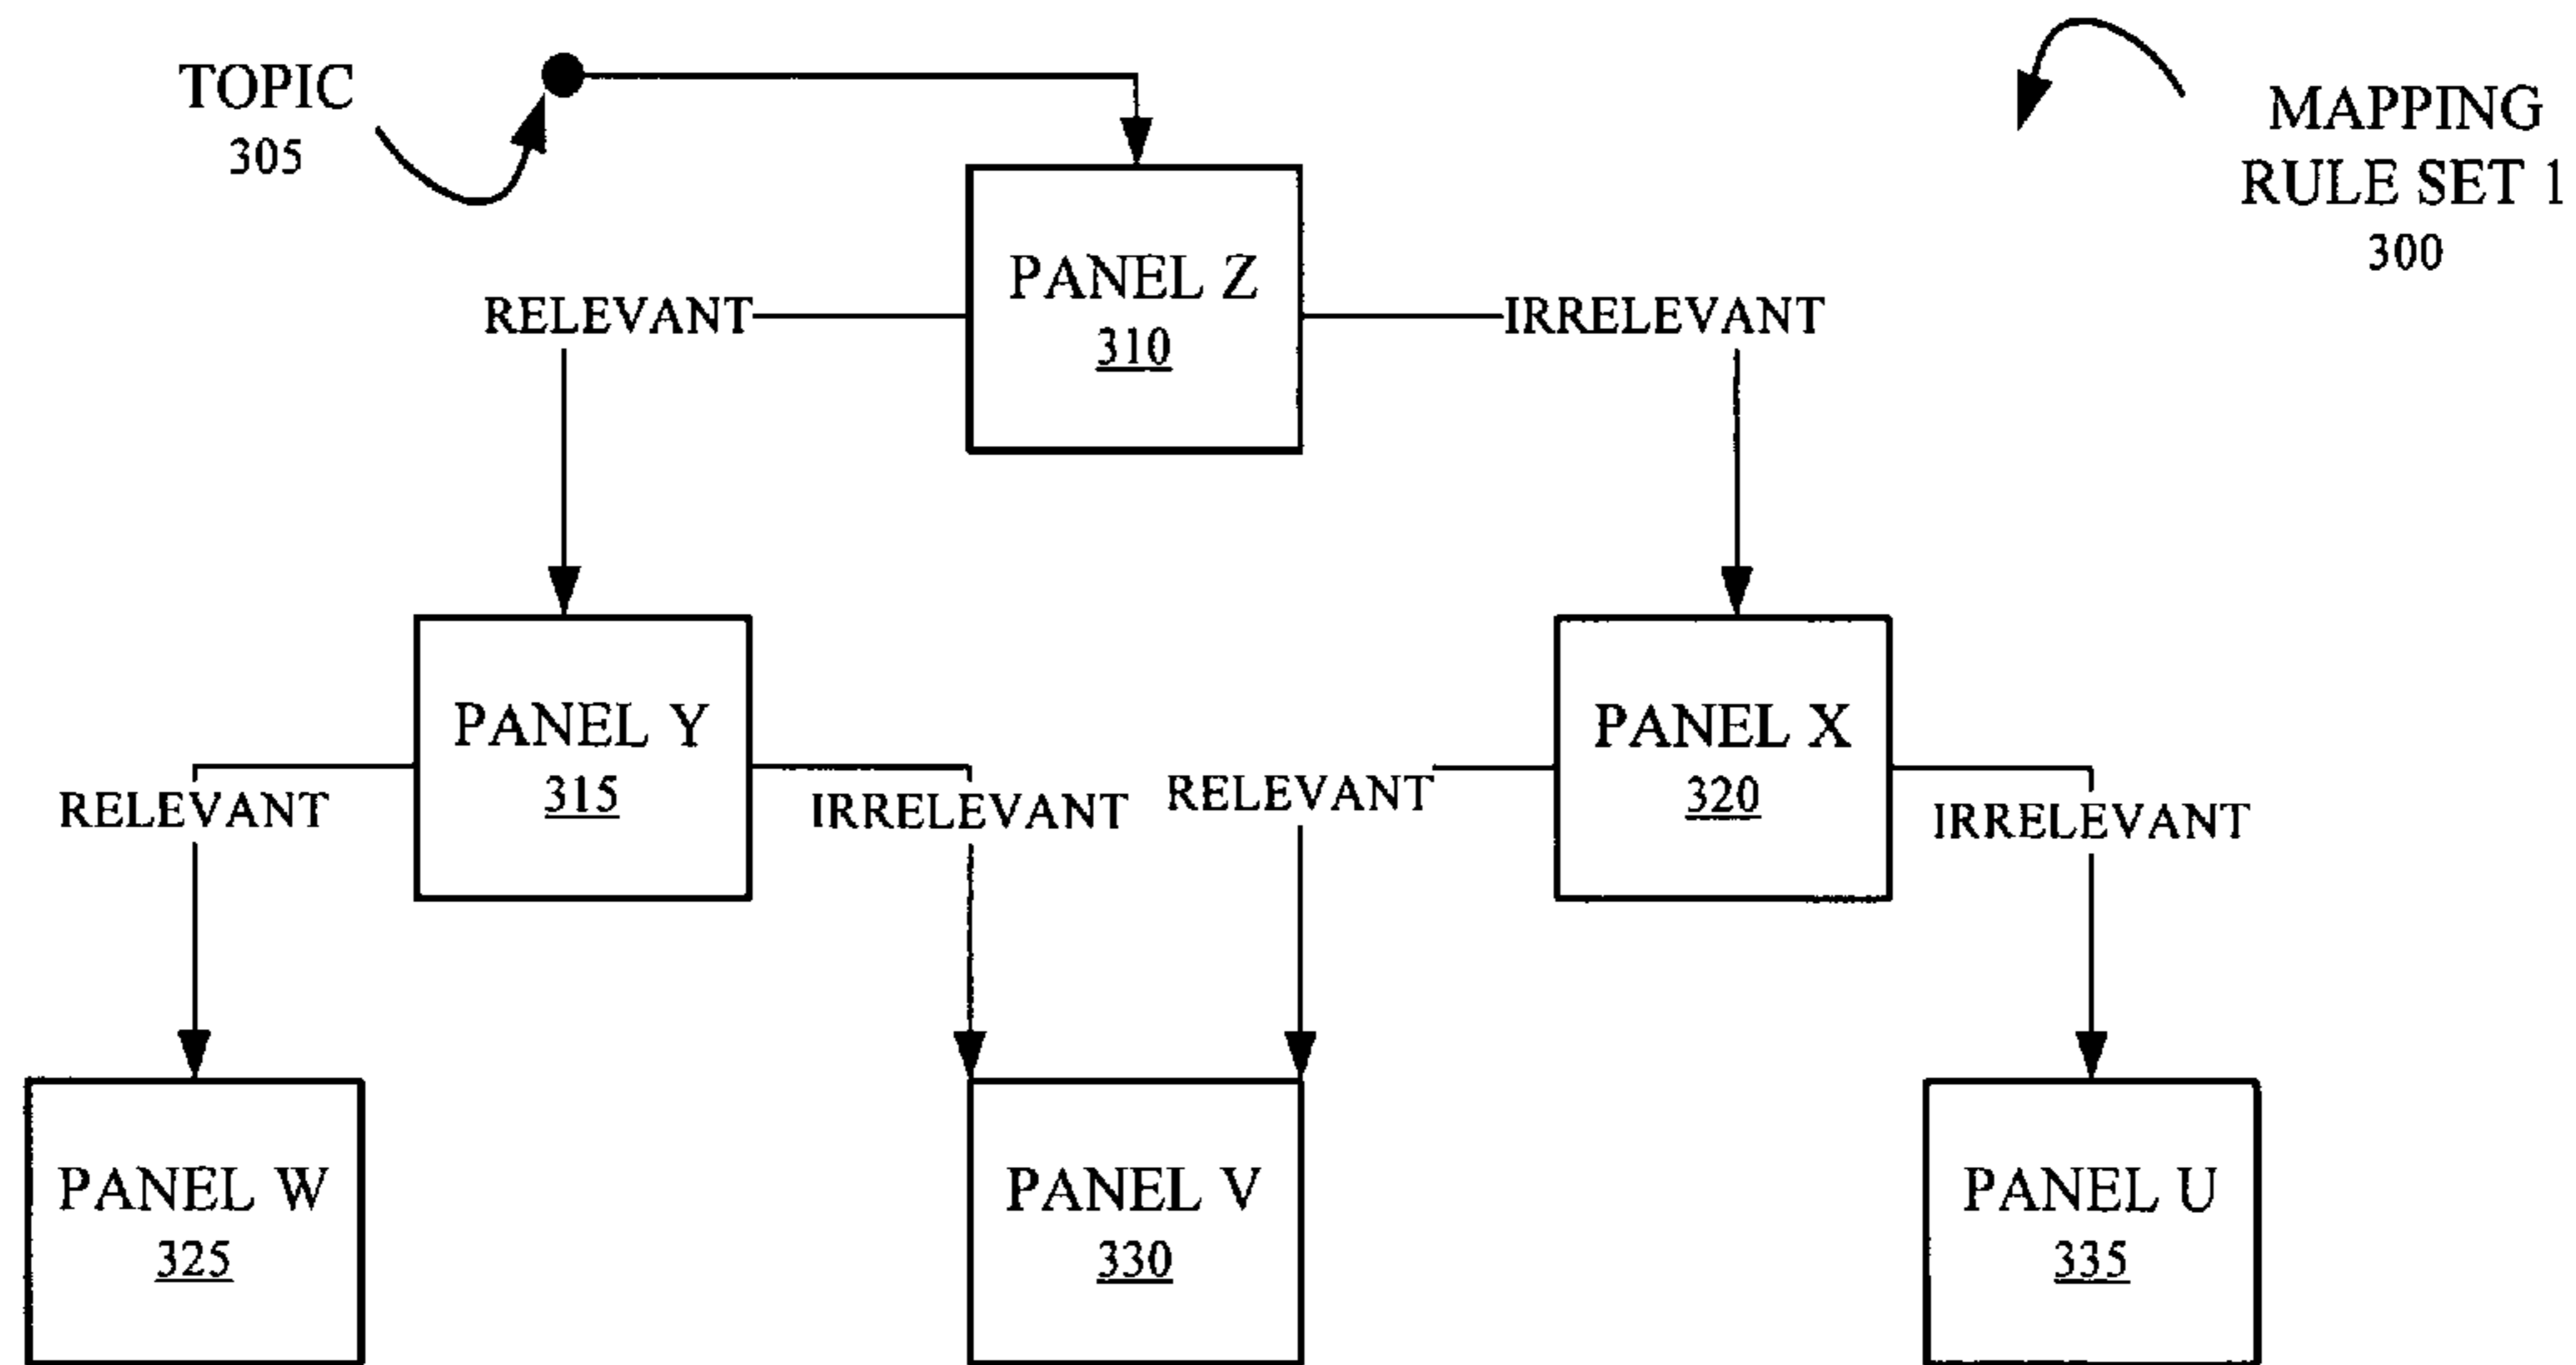 TOPIC
305
MAPPING
RULE SET 1
300
PANEL Z
310
RELEVANT
IRRELEVANT
PANEL Y
315
PANEL X
320
RELEVANT
IRRELEVANT
RELEVANT
IRRELEVANT
PANEL W
325
PANEL V
330
PANEL U
335